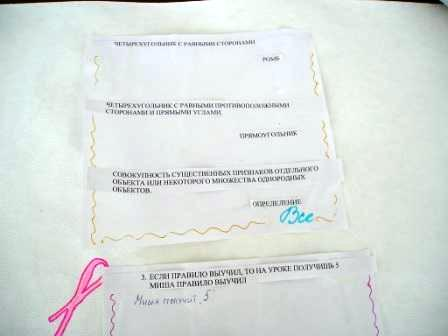 ЧЕТЫРЕХУГОЛЬНИК С РАВНЫМИ СТОРОНАМИ
РОМБ
ЧЕТЫРЕХУГОЛЬНИК С РАВНЫМИ ПРОТИВОПОЛОЖНЫМИ
СТОРОНАМИ И ПРЯМЫМИ УГЛАМИ
ПРЯМОУГОЛЬНИК
СОВОКУПНОСТЬ СУЩЕСТВЕННЫХ ПРИЗНАКОВ ОТДЕЛЬНОГО
ОБЪЕКТА ИЛИ НЕКОТОРОГО МНОЖЕСТВА ОДНОРОДНЫХ
ОБЪЕКТОВ.
ОПРЕДЕЛЕНИЕ
Все
3. ЕСЛИ ПРАВИЛО ВЫУЧИЛ, ТО НА УРОКЕ ПОЛУЧИШЬ 5
МИША ПРАВИЛО ВЫУЧИЛ
Миша получит 5